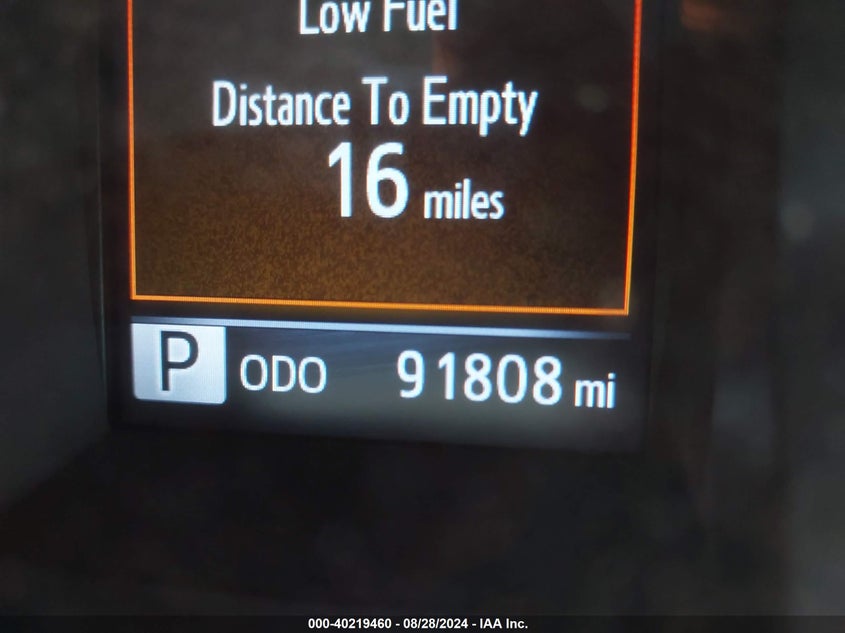 Low Fuel
Distance To Empty
16 miles
P ODO 91808 mi
000-40219460 - 08/28/2024 - IAA Inc.